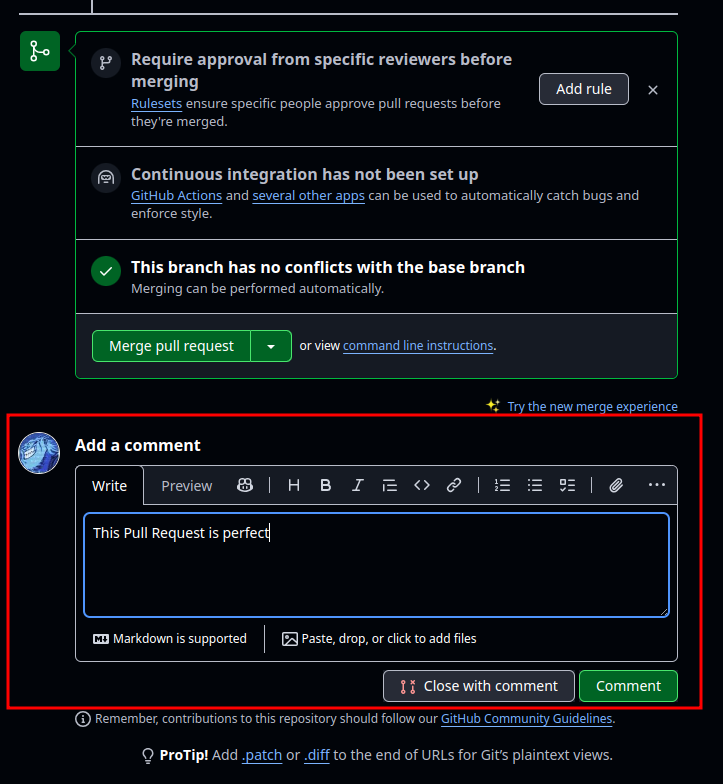 Require approval from specific reviewers before
merging
Rulesets ensure specific people approve pull requests before
they're merged.
Add rule
Continuous integration has not been set up
GitHub Actions and several other apps can be used to automatically catch bugs and
enforce style.
This branch has no conflicts with the base branch
Merging can be performed automatically.
Merge pull request
or view command line instructions.
Try the new merge experience
Add a comment
Write
Preview
H
B
I
This Pull Request is perfect
Markdown is supported
Paste, drop, or click to add files
Close with comment
Comment
Remember, contributions to this repository should follow our GitHub Community Guidelines.
ProTip! Add .patch or .diff to the end of URLs for Git's plaintext views.